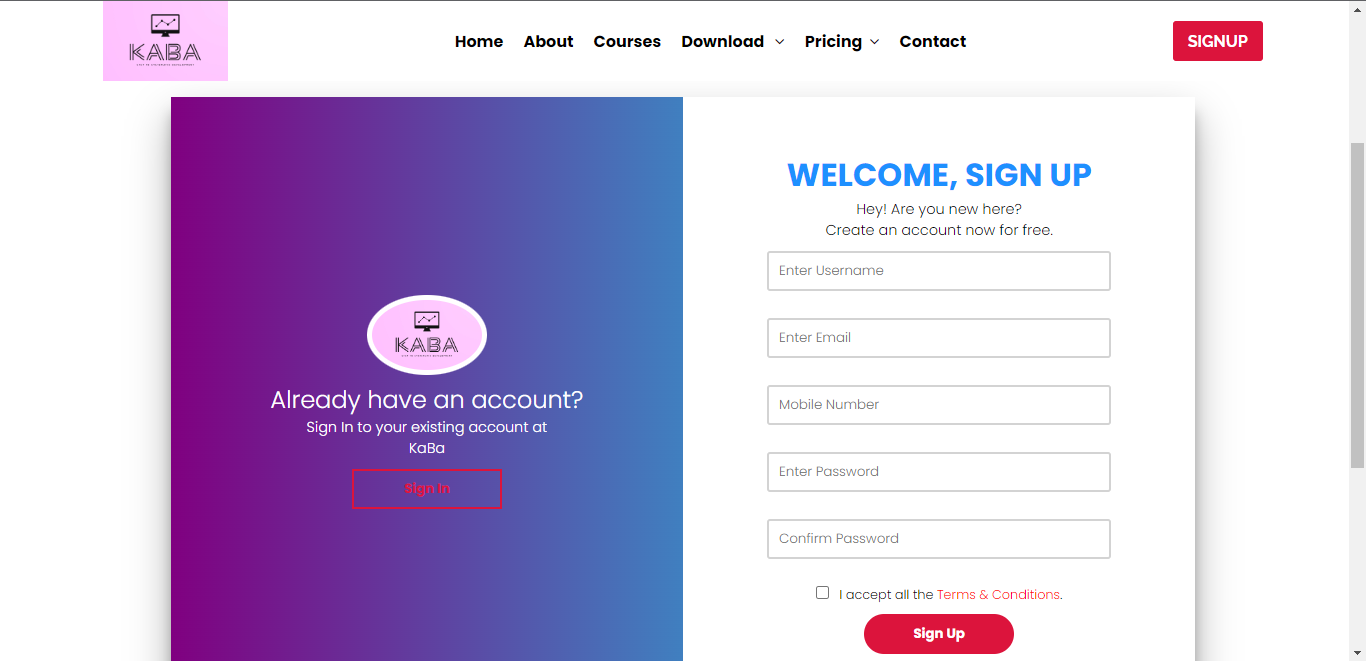 KABA
Home
About
Courses
Download
Pricing
Contact
SIGNUP
KABA
Already have an account?
Sign In to your existing account at
KaBa
Sign In
WELCOME, SIGN UP
Hey! Are you new here?
Create an account now for free.
Enter Username
Enter Email
Mobile Number
Enter Password
Confirm Password
I accept all the Terms & Conditions.
Sign Up